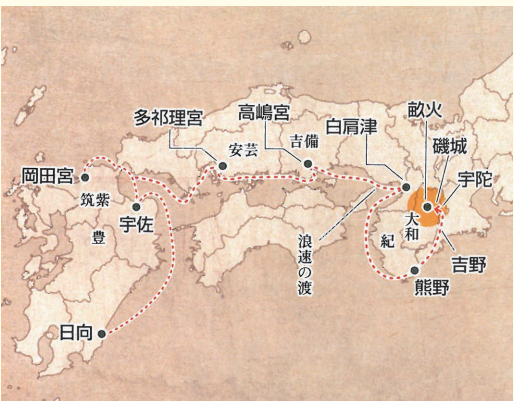 多祁理宮
高嶋宮
白肩津
畝火
磯城
宇陀
吉野
熊野
大和
紀
浪速の渡
吉備
安芸
岡田宮
筑紫
宇佐
豊
日向